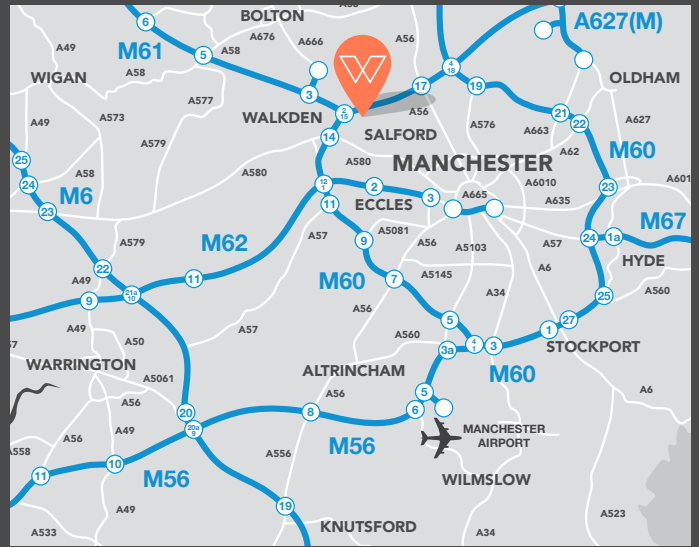 BOLTON
6
A627(M)
A49
M61
A676
A666
A56
5
A58
4
18
WIGAN
A58
OLDHAM
3
17
19
A577
2
15
A56
21
A627
A49
A573
WALKDEN
22
A576
A663
SALFORD
14
A579
A62
M60
25
A580
MANCHESTER
A58
A580
24
M6
12
1
2
A6010
23
3
A665
23
11
ECCLES
A635
M67
A5081
A579
M62
A57
9
A56
A5103
A57
24
1a
HYDE
22
A6
A49
11
M60
7
A5145
A560
21a
10
A34
25
9
A56
5
27
A49
A57
1
A50
A560
4
1
3
STOCKPORT
57
3a
WARRINGTON
ALTRINCHAM
M60
A5061
A6
A56
5
A56
20
8
6
A49
20a
9
MANCHESTER
AIRPORT
A56
M56
558
A556
10
11
M56
WILMSLOW
19
A49
A523
KNUTSFORD
A533
A34